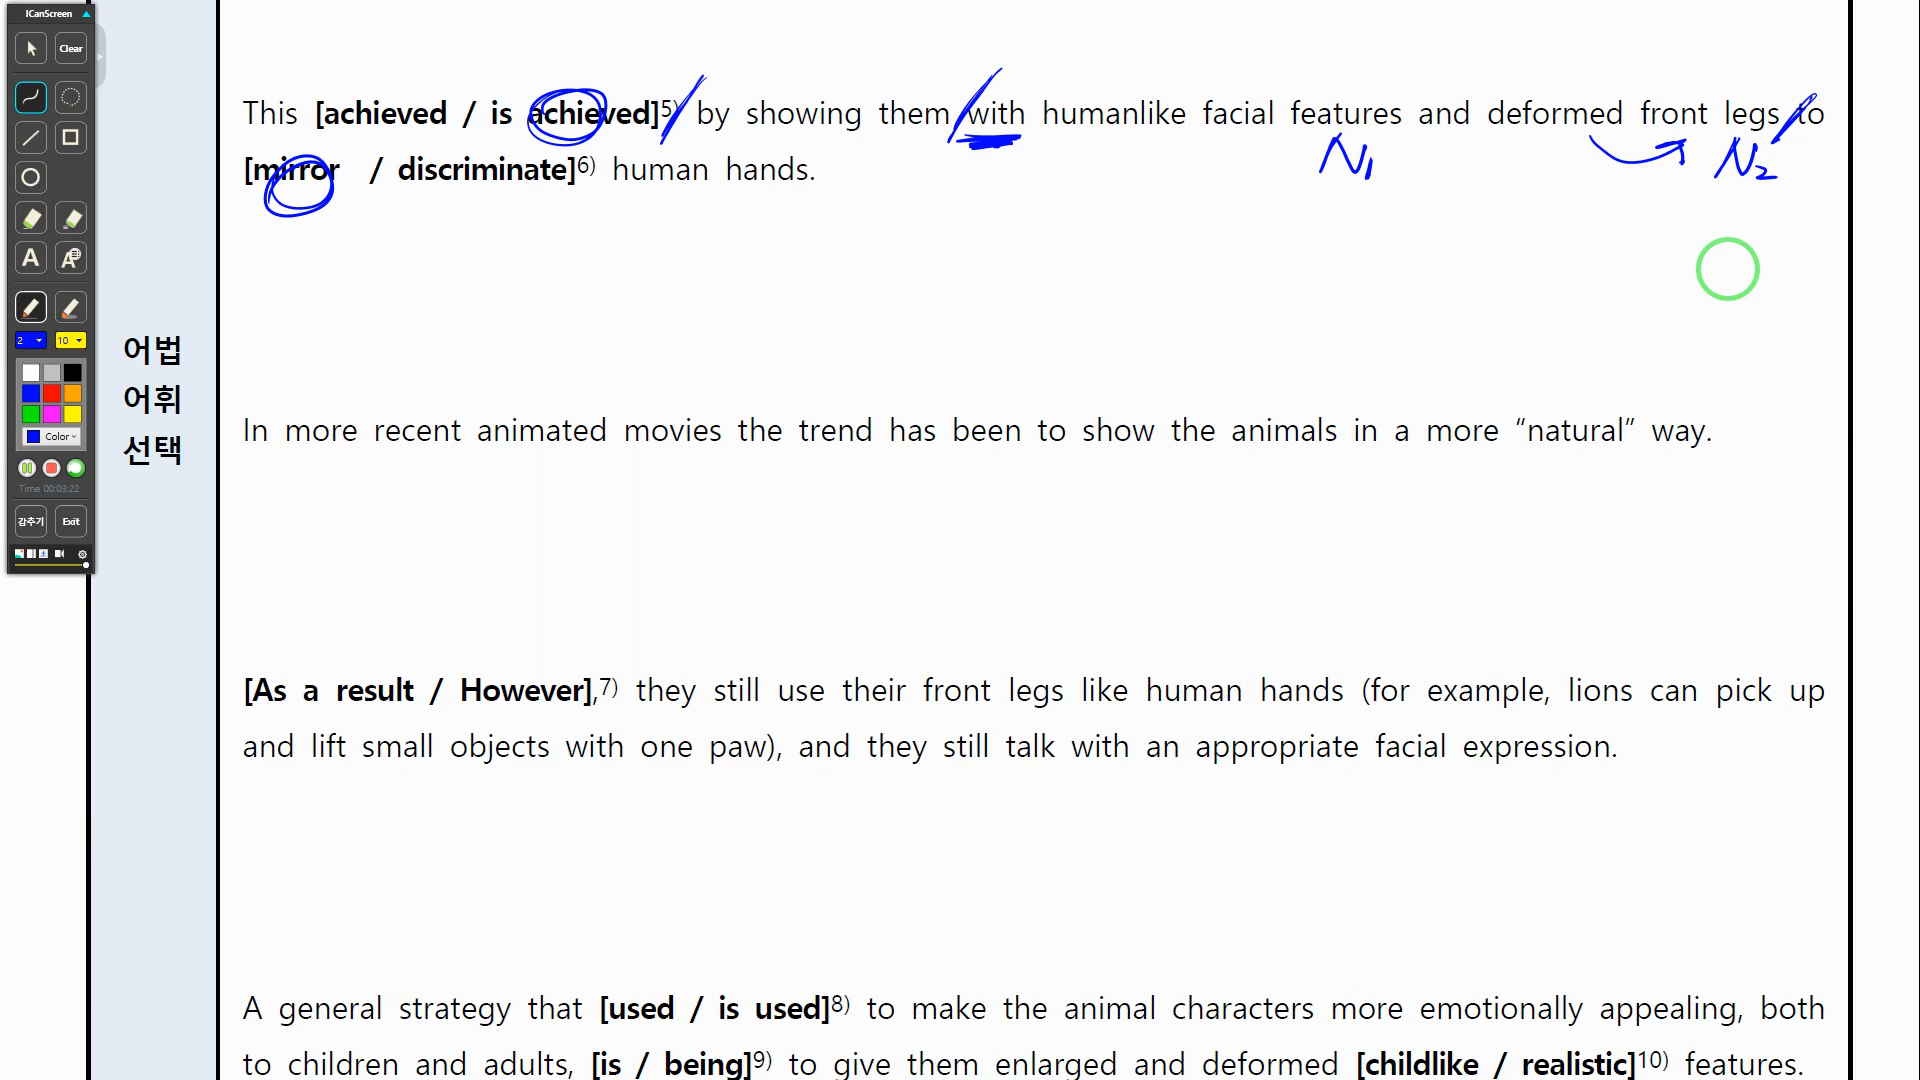 ICanScreen
Clear
A
A
2
10
Color
Time 00:03:22
감추기
Exit
어법
어휘
선택
This [achieved / is achieved]5) by showing them with humanlike facial features and deformed front legs to
N1
N2
[mirror / discriminate]6) human hands.
In more recent animated movies the trend has been to show the animals in a more “natural” way.
[As a result / However],7) they still use their front legs like human hands (for example, lions can pick up
and lift small objects with one paw), and they still talk with an appropriate facial expression.
A general strategy that [used / is used]8) to make the animal characters more emotionally appealing, both
to children and adults, [is / being]9) to give them enlarged and deformed [childlike / realistic]10) features.